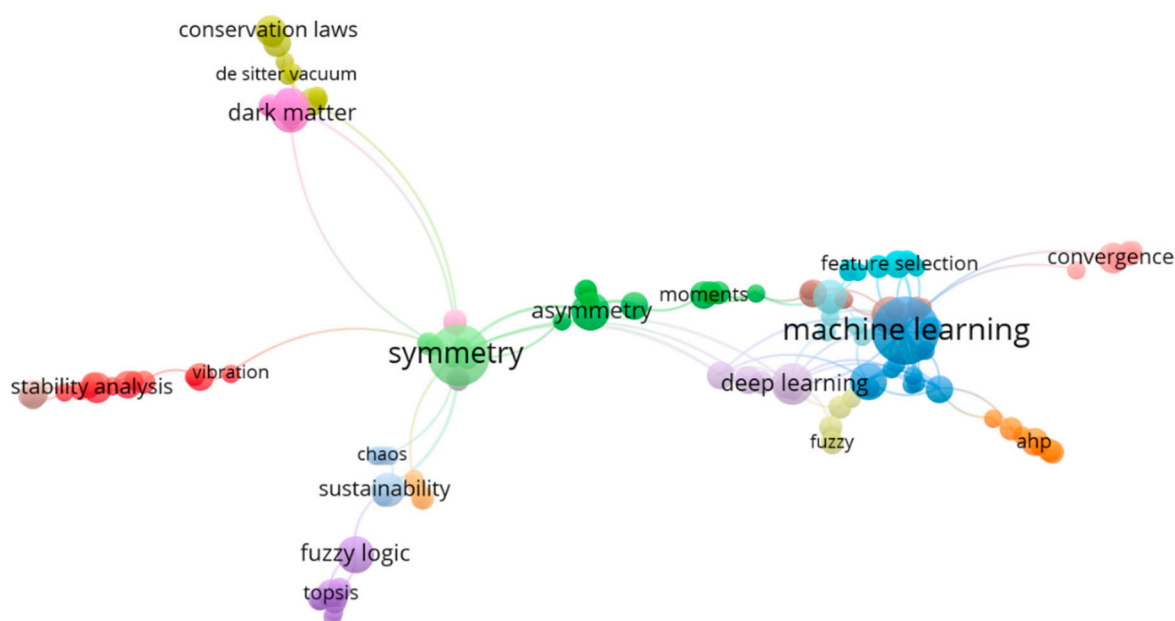 conservation laws
de sitter vacuum
dark matter
feature selection
convergence
moments
asymmetry
machine learning
symmetry
vibration
stability analysis
deep learning
fuzzy
ahp
chaos
sustainability
fuzzy logic
topsis